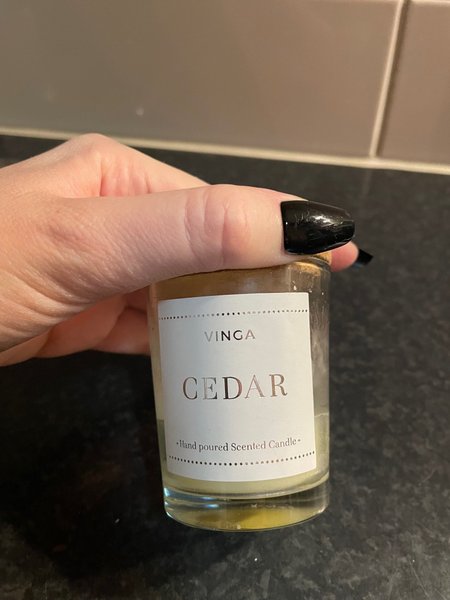 VINGA
CEDAR
• Hand poured Scented Candle •